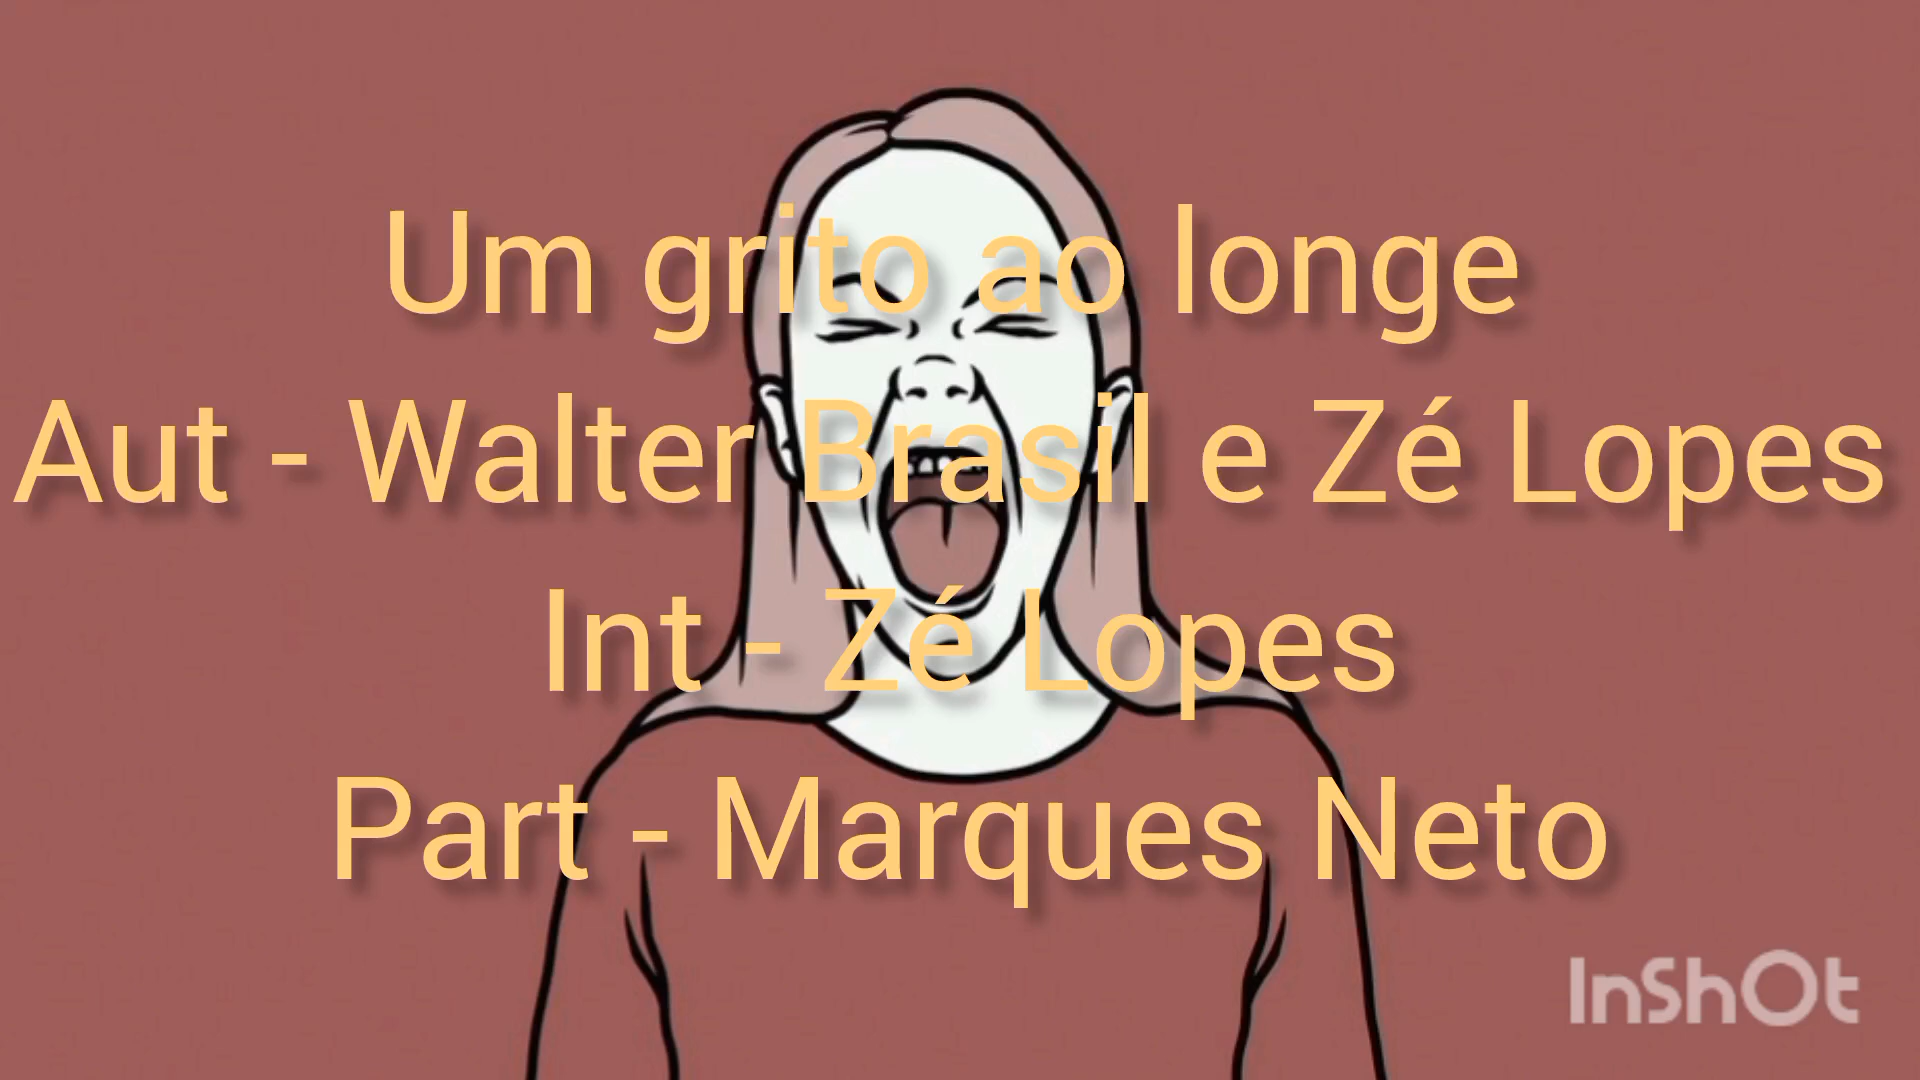 Um grito ao longe
Aut - Walter Brasil e Zé Lopes
Int - Zé Lopes
Part - Marques Neto
InShOt